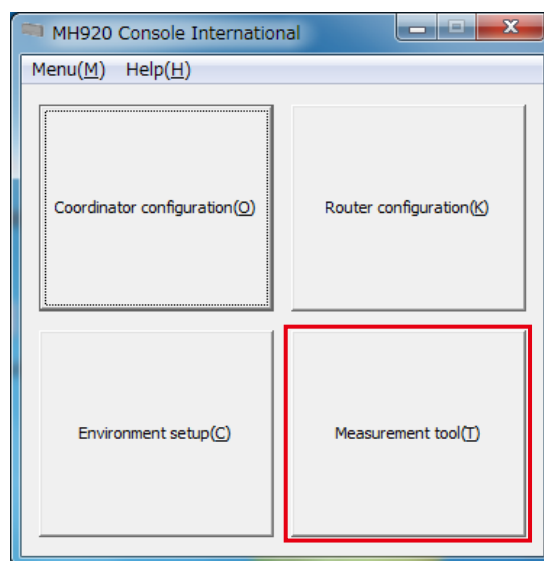 MH920 Console International
Menu(M) Help(H)
Coordinator configuration(O) Router configuration(K)
Environment setup(C) Measurement tool(T)